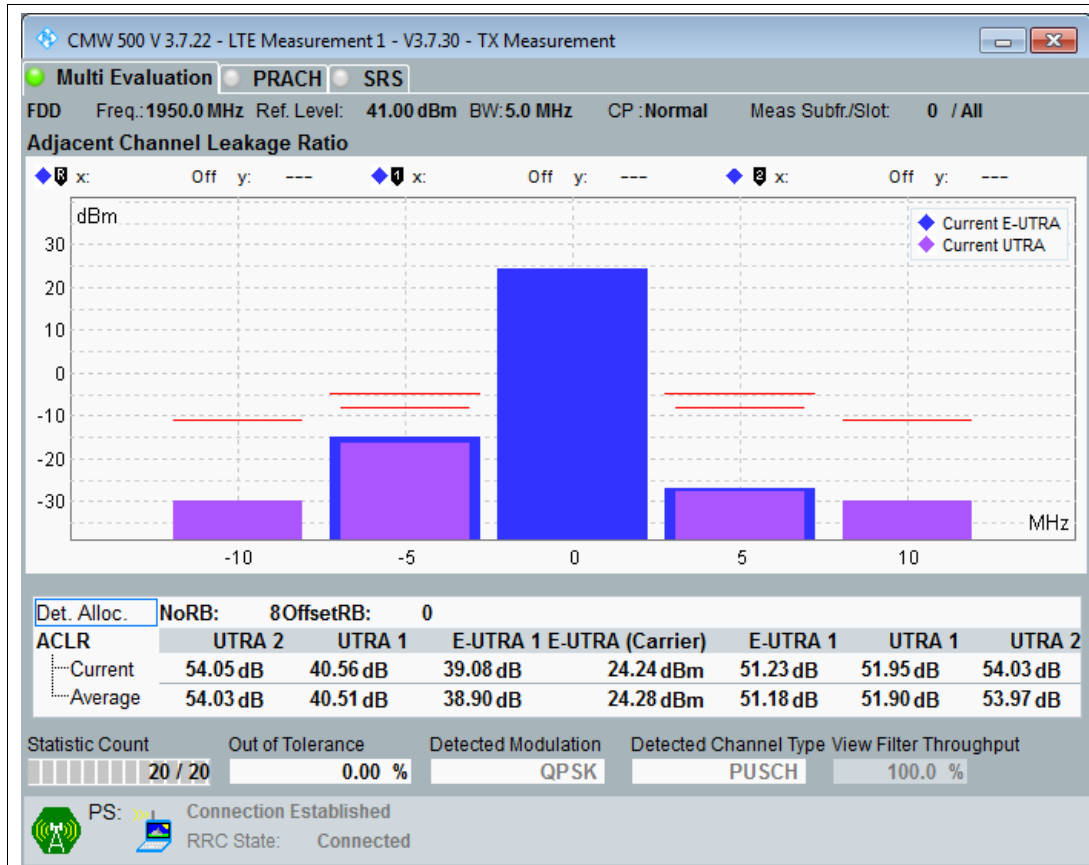 CMW 500 V 3.7.22 - LTE Measurement 1 - V3.7.30 - TX Measurement
Multi Evaluation PRACH SRS
FDD Freq.:1950.0 MHz Ref. Level: 41.00 dBm BW:5.0 MHz CP :Normal Meas Subfr./Slot: 0 / All
Adjacent Channel Leakage Ratio
R x: Off y: --- 1 x: Off y: --- 2 x: Off y: ---
dBm
Current E-UTRA
Current UTRA
30
20
10
0
-10
-20
-30
MHz
-10 -5 0 5 10
Det. Alloc. NoRB: 8 OffsetRB: 0
ACLR UTRA 2 UTRA 1 E-UTRA 1 E-UTRA (Carrier) E-UTRA 1 UTRA 1 UTRA 2
Current 54.05 dB 40.56 dB 39.08 dB 24.24 dBm 51.23 dB 51.95 dB 54.03 dB
Average 54.03 dB 40.51 dB 38.90 dB 24.28 dBm 51.18 dB 51.90 dB 53.97 dB
Statistic Count Out of Tolerance Detected Modulation Detected Channel Type View Filter Throughput
20 / 20 0.00 % QPSK PUSCH 100.0 %
PS: Connection Established
RRC State: Connected